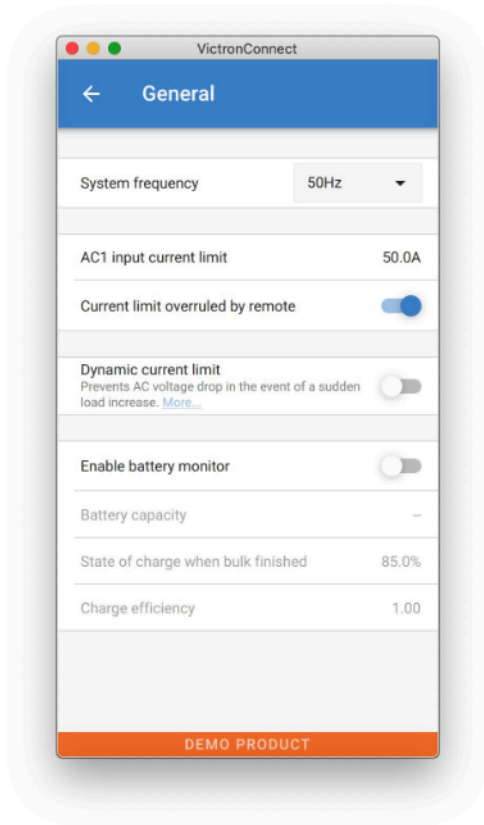 VictronConnect
General
System frequency 50Hz
AC1 input current limit 50.0A
Current limit overruled by remote
Dynamic current limit
Prevents AC voltage drop in the event of a sudden
load increase. More...
Enable battery monitor
Battery capacity --
State of charge when bulk finished 85.0%
Charge efficiency 1.00
DEMO PRODUCT